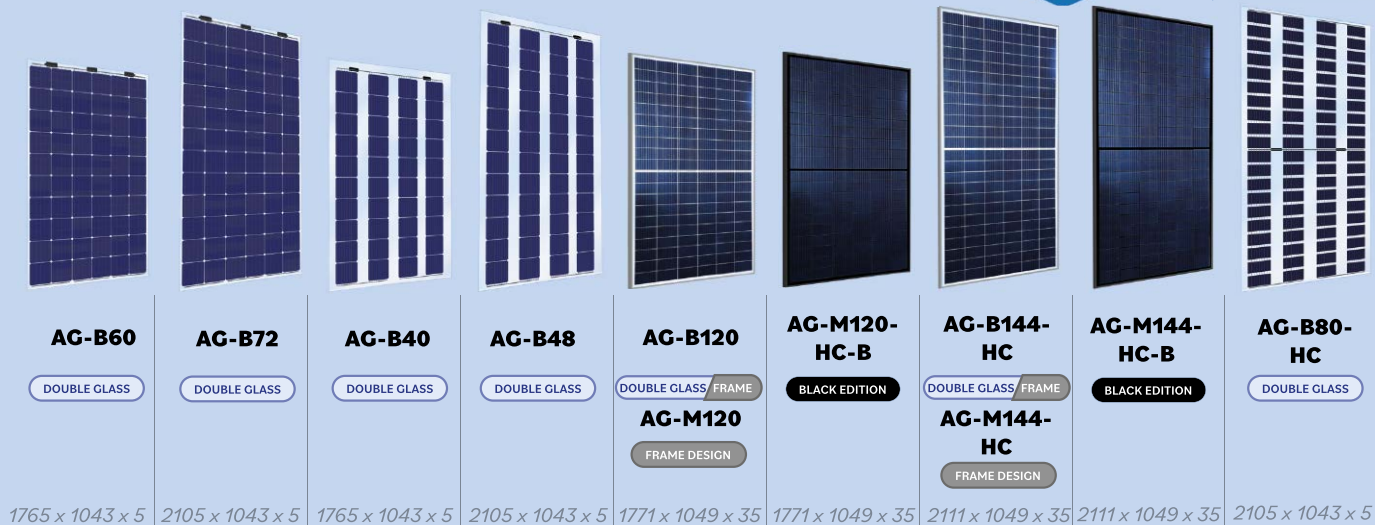 AG-B60
DOUBLE GLASS
1765 x 1043 x 5
AG-B72
DOUBLE GLASS
2105 x 1043 x 5
AG-B40
DOUBLE GLASS
1765 x 1043 x 5
AG-B48
DOUBLE GLASS
2105 x 1043 x 5
AG-B120
DOUBLE GLASS FRAME
AG-M120
FRAME DESIGN
1771 x 1049 x 35
AG-M120-
HC-B
BLACK EDITION
1771 x 1049 x 35
AG-B144-
HC
DOUBLE GLASS FRAME
AG-M144-
HC
FRAME DESIGN
2111 x 1049 x 35
AG-M144-
HC-B
BLACK EDITION
2111 x 1049 x 35
AG-B80-
HC
DOUBLE GLASS
2105 x 1043 x 5